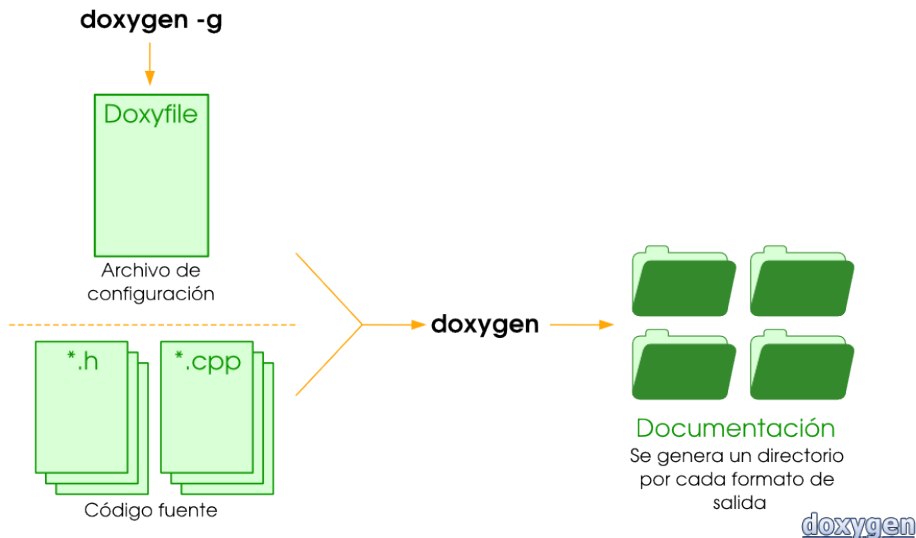 doxygen -g
Doxyfile
Archivo de
configuración
*.h
*.cpp
Código fuente
doxygen
Documentación
Se genera un directorio
por cada formato de
salida
doxygen